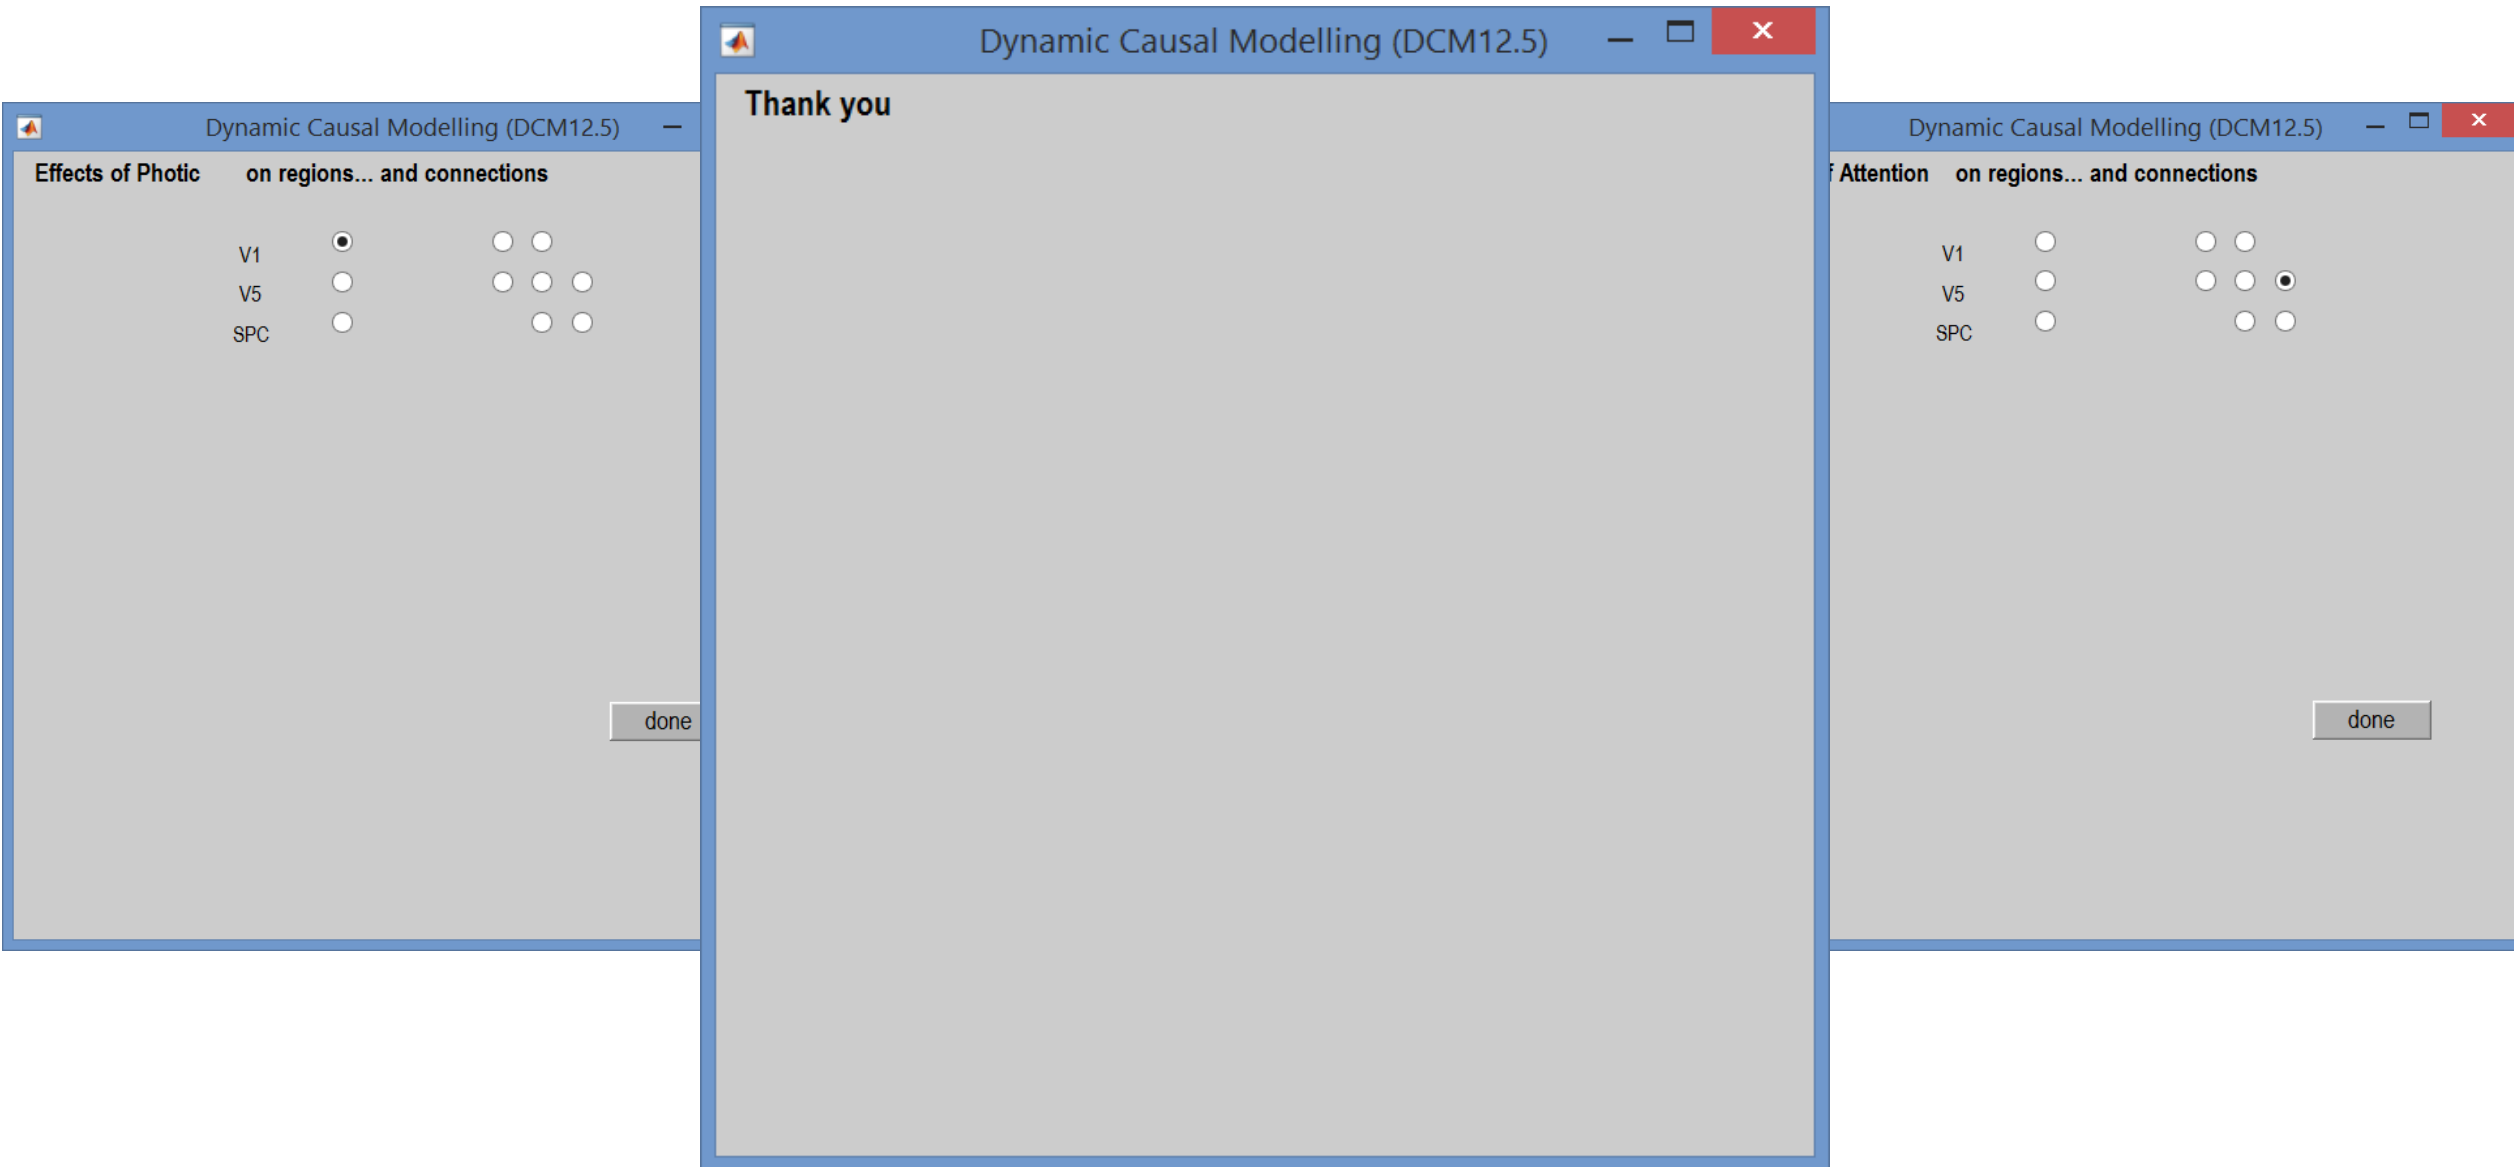 Dynamic Causal Modelling (DCM12.5)
Effects of Photic on regions... and connections
V1
V5
SPC
done
Dynamic Causal Modelling (DCM12.5)
Thank you
Dynamic Causal Modelling (DCM12.5)
Attention on regions... and connections
V1
V5
SPC
done